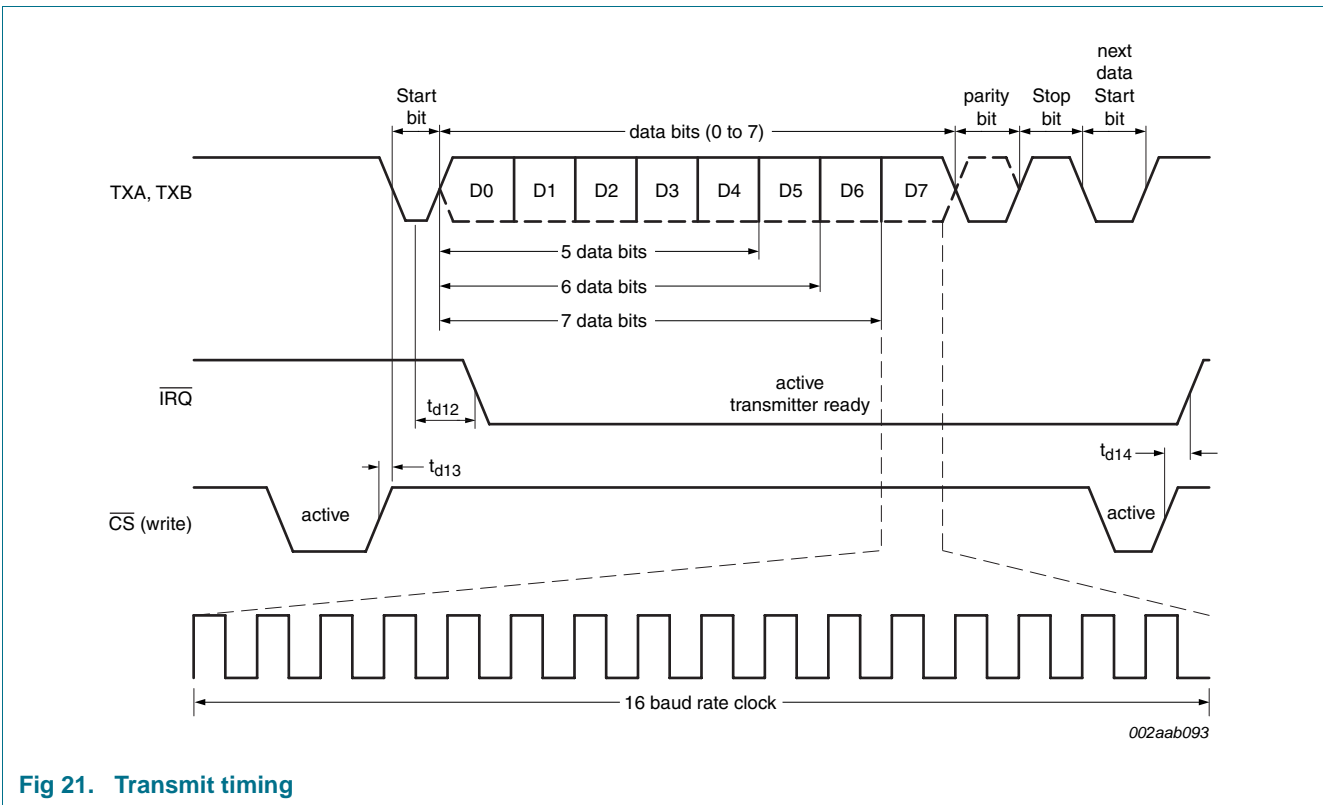 next
data
Start
bit
Start
bit
parity
bit
Stop
bit
data bits (0 to 7)
TXA, TXB
D0 D1 D2 D3 D4 D5 D6 D7
5 data bits
6 data bits
7 data bits
IRQ
active
transmitter ready
td12
td13
td14
CS (write)
active
active
16 baud rate clock
002aab093
Fig 21. Transmit timing